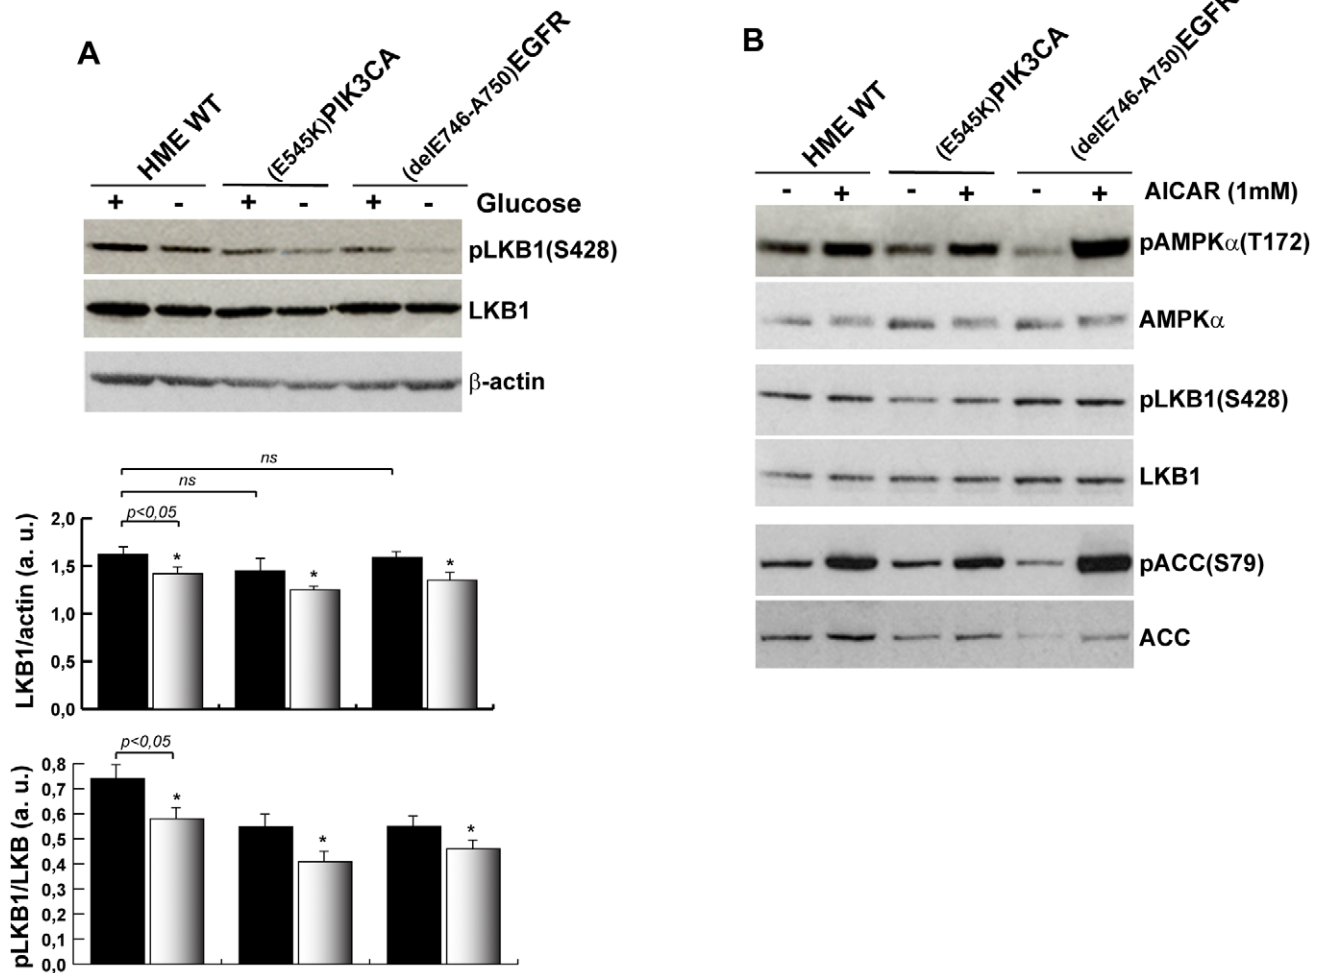 A
HME WT
(E545K)PIK3CA
(delE746-A750)EGFR
+ - + - + - Glucose
pLKB1(S428)
LKB1
β-actin
ns
ns
p<0,05
LKB1/actin (a. u.)
2,0
1,5
1,0
0,5
0,0
* * *
p<0,05
pLKB1/LKB (a. u.)
0,8
0,7
0,6
0,5
0,4
0,3
0,2
0,1
0,0
* * *
B
HME WT
(E545K)PIK3CA
(delE746-A750)EGFR
- + - + - + AICAR (1mM)
pAMPKα(T172)
AMPKα
pLKB1(S428)
LKB1
pACC(S79)
ACC